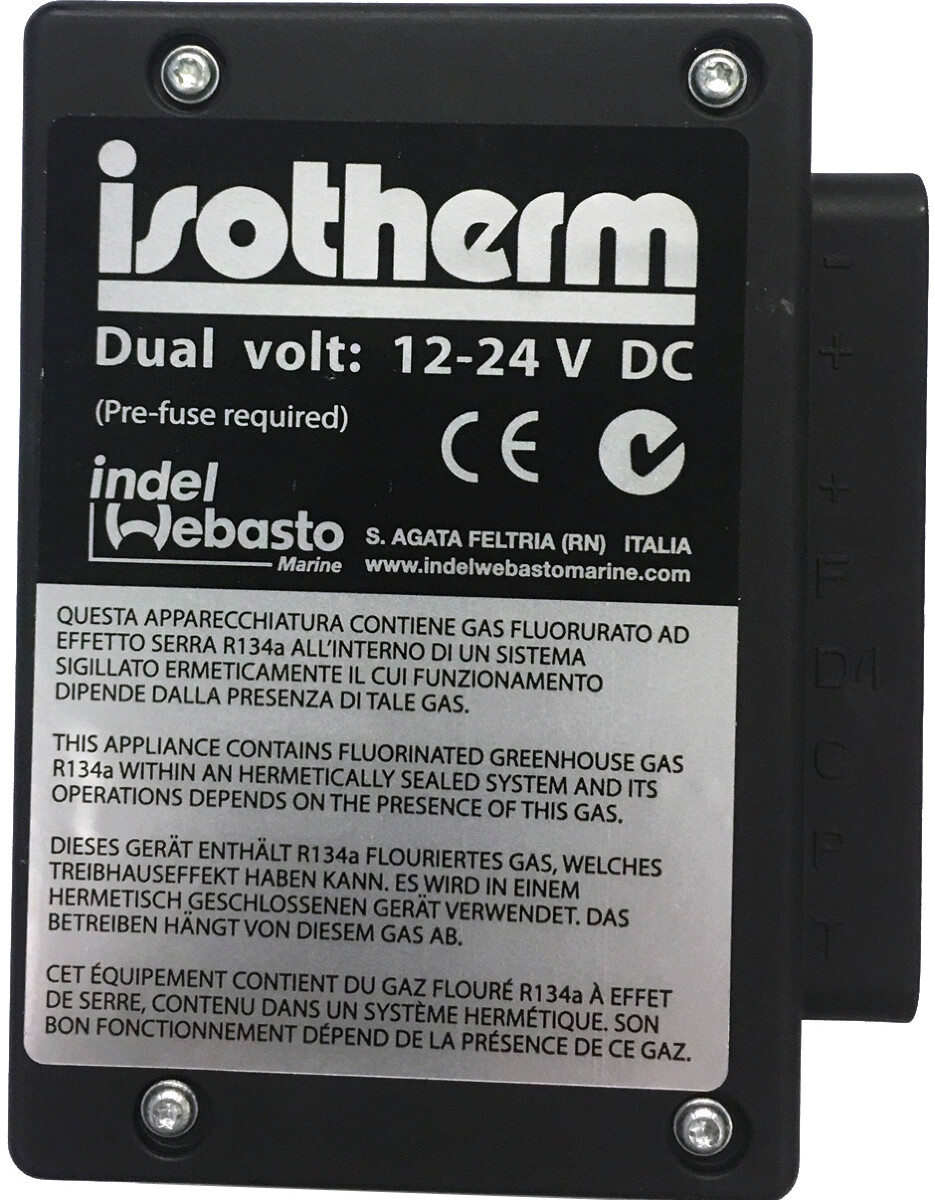 isotherm
Dual volt: 12-24 V DC
(Pre-fuse required)
CE
indel
Webasto
Marine
S. AGATA FELTRIA (RN) ITALIA
www.indelwebastomarine.com
QUESTA APPARECCHIATURA CONTIENE GAS FLUORURATO AD
EFFETTO SERRA R134a ALL'INTERNO DI UN SISTEMA
SIGILLATO ERMETICAMENTE IL CUI FUNZIONAMENTO
DIPENDE DALLA PRESENZA DI TALE GAS.
THIS APPLIANCE CONTAINS FLUORINATED GREENHOUSE GAS
R134a WITHIN AN HERMETICALLY SEALED SYSTEM AND ITS
OPERATIONS DEPENDS ON THE PRESENCE OF THIS GAS.
DIESES GERÄT ENTHÄLT R134a FLOURIERTES GAS, WELCHES
TREIBHAUSEFFEKT HABEN KANN. ES WIRD IN EINEM
HERMETISCH GESCHLOSSENEN GERÄT VERWENDET. DAS
BETREIBEN HÄNGT VON DIESEM GAS AB.
CET ÉQUIPEMENT CONTIENT DU GAZ FLOURÉ R134a À EFFET
DE SERRE, CONTENU DANS UN SYSTÈME HERMÉTIQUE. SON
BON FONCTIONNEMENT DÉPEND DE LA PRÉSENCE DE CE GAZ.
-
+
+
F
D/I
C
P
T